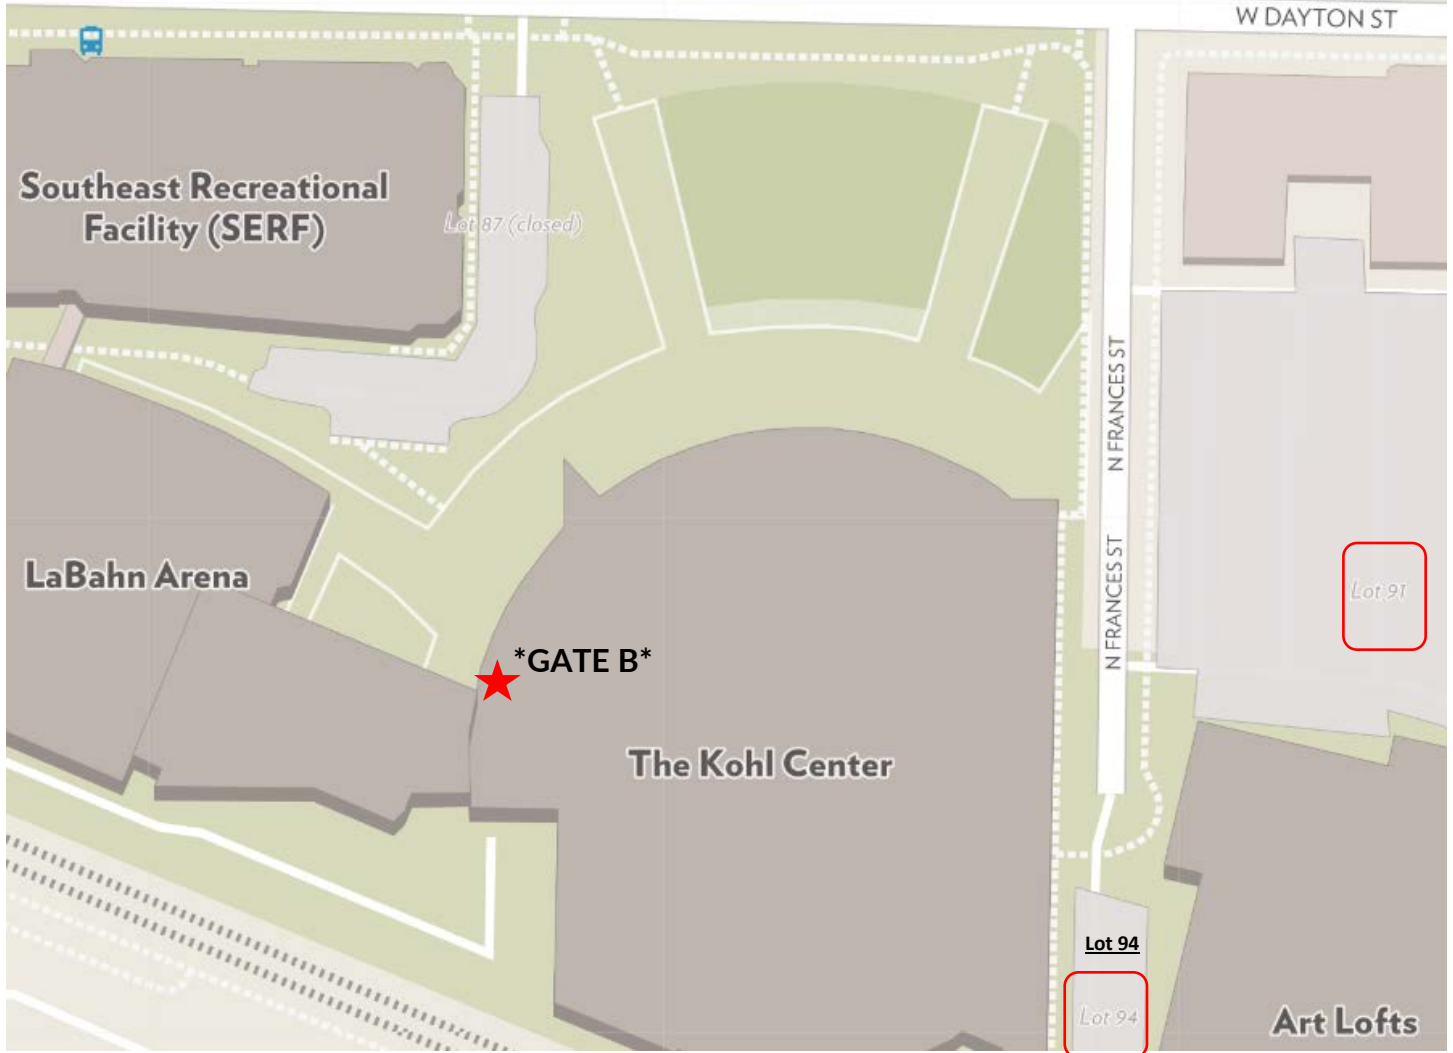 W DAYTON ST
Southeast Recreational
Facility (SERF)
Lot 87 (closed)
N FRANCES ST
N FRANCES ST
LaBahn Arena
Lot 91
*GATE B*
The Kohl Center
Lot 94
Lot 94
Art Lofts